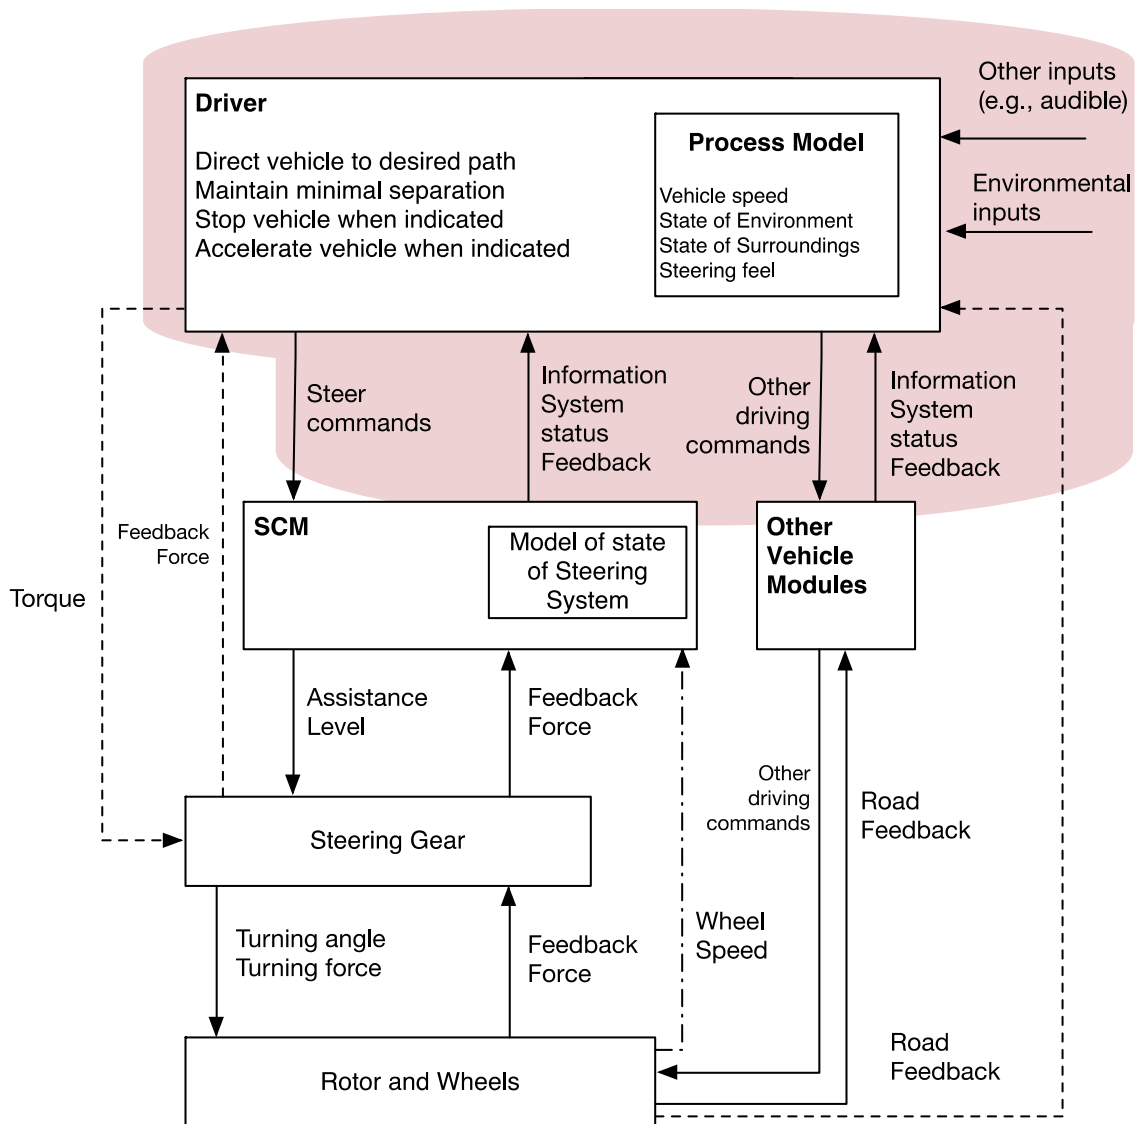 Driver
Direct vehicle to desired path
Maintain minimal separation
Stop vehicle when indicated
Accelerate vehicle when indicated
Process Model
Vehicle speed
State of Environment
State of Surroundings
Steering feel
Other inputs
(e.g., audible)
Environmental
inputs
Steer
commands
Information
System
status
Feedback
Other
driving
commands
Information
System
status
Feedback
Feedback
Force
Torque
SCM
Model of state
of Steering
System
Other
Vehicle
Modules
Assistance
Level
Feedback
Force
Other
driving
commands
Road
Feedback
Steering Gear
Turning angle
Turning force
Feedback
Force
Wheel
Speed
Rotor and Wheels
Road
Feedback